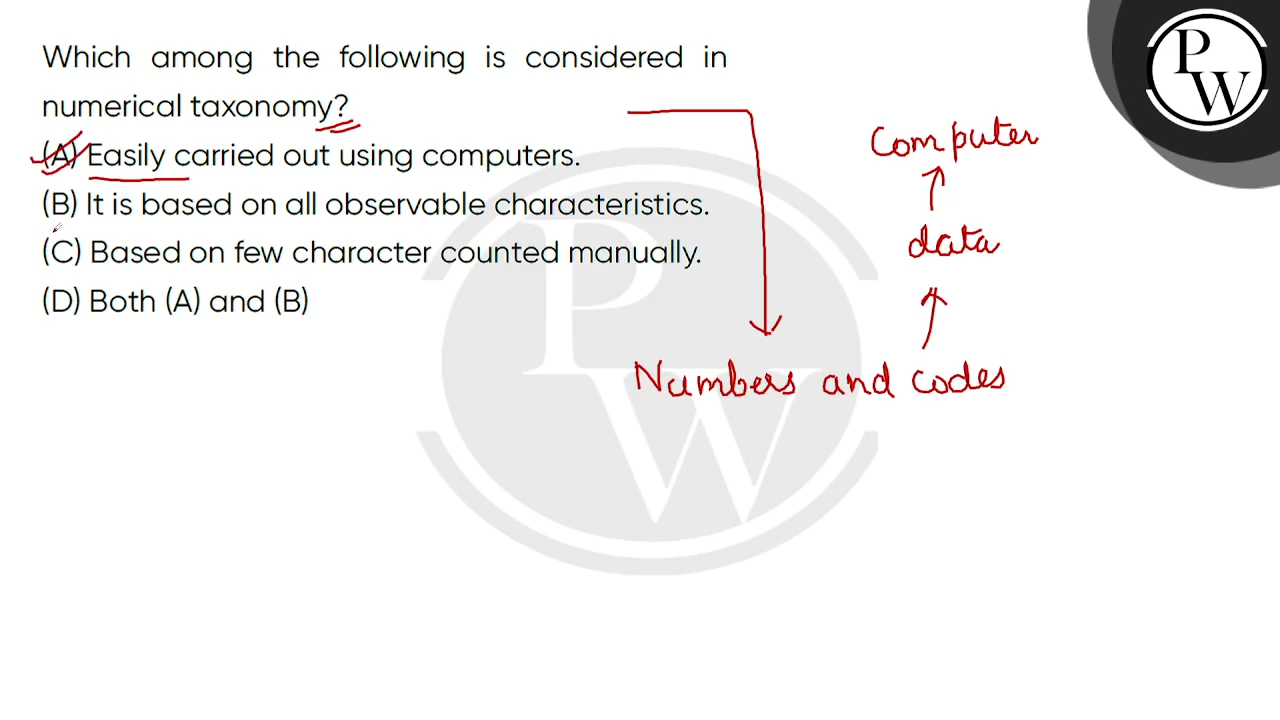 Which among the following is considered in
numerical taxonomy?
(A) Easily carried out using computers.
(B) It is based on all observable characteristics.
(C) Based on few character counted manually.
(D) Both (A) and (B)
Computer
data
Numbers and codes
P
W
P
W